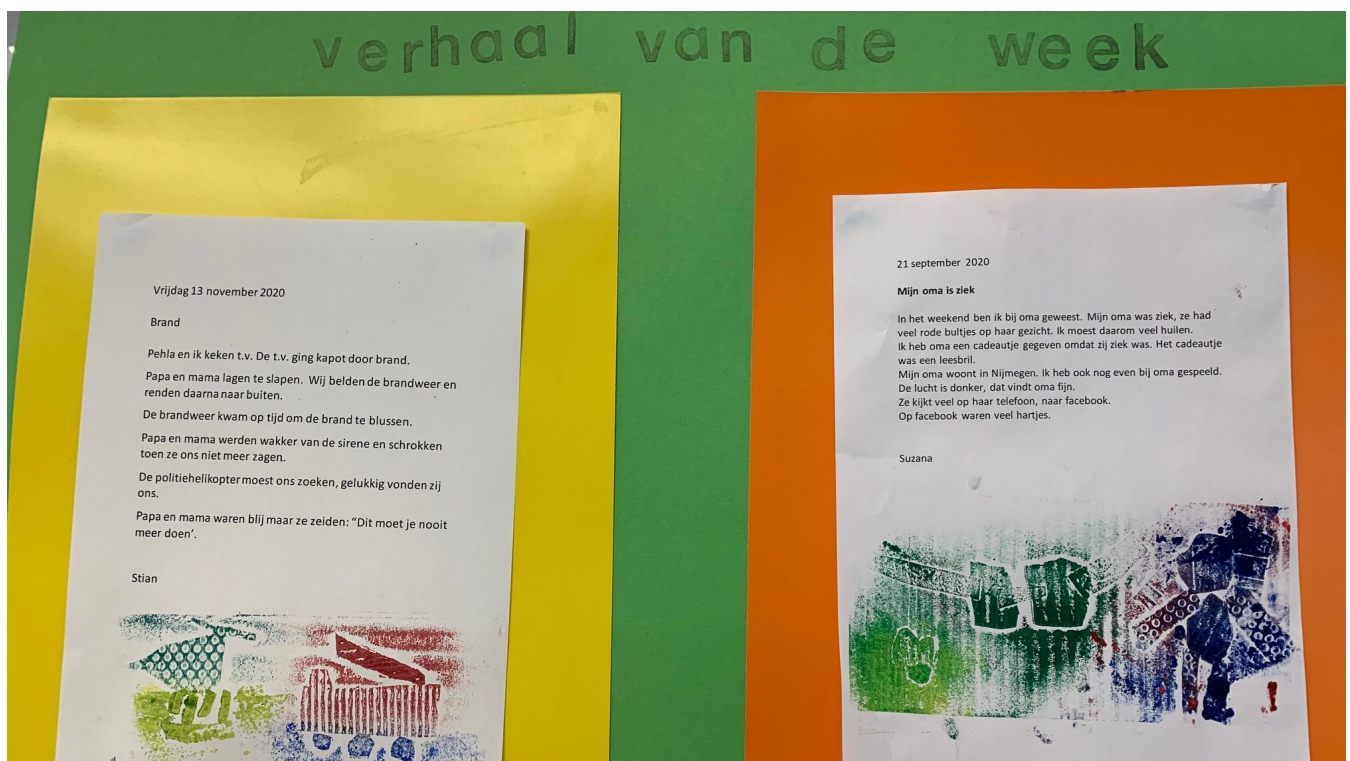 verhaal van de week
Vrijdag 13 november 2020
Brand
Pehla en ik keken t.v. De t.v. ging kapot door brand.
Papa en mama lagen te slapen. Wij belden de brandweer en
renden daarna naar buiten.
De brandweer kwam op tijd om de brand te blussen.
Papa en mama werden wakker van de sirene en schrokken
toen ze ons niet meer zagen.
De politiehelikopter moest ons zoeken, gelukkig vonden zij
ons.
Papa en mama waren blij maar ze zeiden: “Dit moet je nooit
meer doen’.
Stian
21 september 2020
Mijn oma is ziek
In het weekend ben ik bij oma geweest. Mijn oma was ziek, ze had
veel rode bultjes op haar gezicht. Ik moest daarom veel huilen.
Ik heb oma een cadeautje gegeven omdat zij ziek was. Het cadeautje
was een leesbril.
Mijn oma woont in Nijmegen. Ik heb ook nog even bij oma gespeeld.
De lucht is donker, dat vindt oma fijn.
Ze kijkt veel op haar telefoon, naar facebook.
Op facebook waren veel hartjes.
Suzana